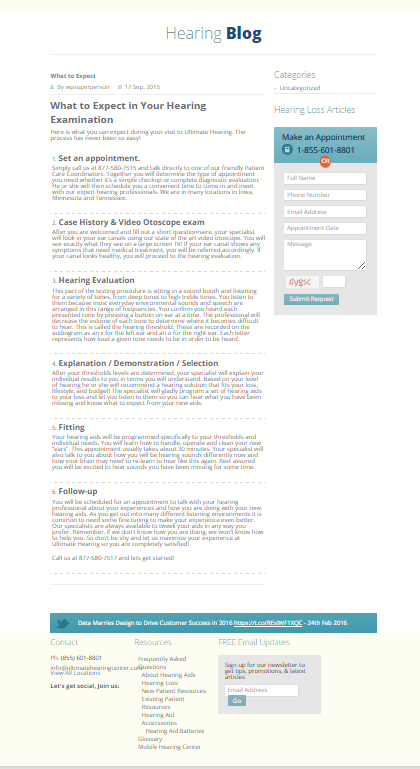 Hearing Blog
What to Expect
By wpsuperperson 17 Sep, 2015
What to Expect in Your Hearing
Examination
Here is what you can expect during your visit to Ultimate Hearing. The
process has never been so easy!
1. Set an appointment.
Simply call us at 877-580-7515 and talk directly to one of our friendly Patient
Care Coordinators. Together you will determine the type of appointment
you need whether it's a simple checkup or complete diagnostic evaluation.
He or she will then schedule you a convenient time to come in and meet
with our expert hearing professionals. We are in many locations in Iowa,
Minnesota and Tennessee.
2. Case History & Video Otoscope exam
After you are welcomed and fill out a short questionnaire, your specialist
will look in your ear canals using our state of the art video otoscope. You will
see exactly what they see on a large screen TV! If your ear canal shows any
symptoms that need medical treatment, you will be referred accordingly. If
your canal looks healthy, you will proceed to the hearing evaluation.
3. Hearing Evaluation
This part of the testing procedure is sitting in a sound booth and listening
for a variety of tones, from deep tones to high treble tones. You listen to
them because most everyday environmental sounds and speech are
arranged in this range of frequencies. You confirm you heard each
presented tone by pressing a button on ear at a time. The professional will
decrease the volume of each tone to determine where it becomes difficult
to hear. This is called the hearing threshold. These are recorded on the
audiogram as an x for the left ear and an o for the right ear. Each letter
represents how loud a given tone needs to be in order to be heard.
4. Explanation / Demonstration / Selection
After your thresholds levels are determined, your specialist will explain your
individual results to you in terms you will understand. Based on your level
of hearing he or she will recommend a hearing solution that fits your loss,
lifestyle, and budget! The specialist will gladly program a set of hearing aids
to your loss and let you listen to them so you can hear what you have been
missing and know what to expect from your new aids.
5. Fitting
Your hearing aids will be programmed specifically to your thresholds and
individual needs. You will learn how to handle, operate and clean your new
"ears". This appointment usually takes about 30 minutes. Your specialist will
also talk to you about how you will be hearing sounds differently now and
how your brain may need to re-learn to hear like this again. Rest assured
you will be excited to hear sounds you have been missing for some time.
6. Follow-up
You will be scheduled for an appointment to talk with your hearing
professional about your experiences and how you are doing with your new
hearing aids. As you get out into many different listening environments it is
common to need some fine tuning to make your experience even better.
Our specialists are always available to tweek your aids in any way you
prefer. Remember, if we don't know how you are doing, we won't know how
to help you. So don't be shy and let us maximize your experience at
Ultimate Hearing so you are completely satisfied!
Call us at 877-580-7517 and lets get started!
Categories
- Uncategorized
Hearing Loss Articles
Make an Appointment
1-855-601-8801
OR
Full Name
Phone Number
Email Address
Appointment Date
Message
dygsc
Submit Request
Data Marries Design to Drive Customer Success in 2016 - 24th Feb 2016
Contact
Ph: (855) 601-8801
info@ultimatehearingcenter.com
View All Locations
Let's get social, Join us:
Resources
Frequently Asked
Questions
About Hearing Aids
Hearing Loss
New Patient Resources
Existing Patient
Resources
Hearing Aid
Accessories
Hearing Aid Batteries
Glossary
Mobile Hearing Center
FREE Email Updates
Sign up for our newsletter to
get tips, promotions, & latest
articles
Email Address
Go